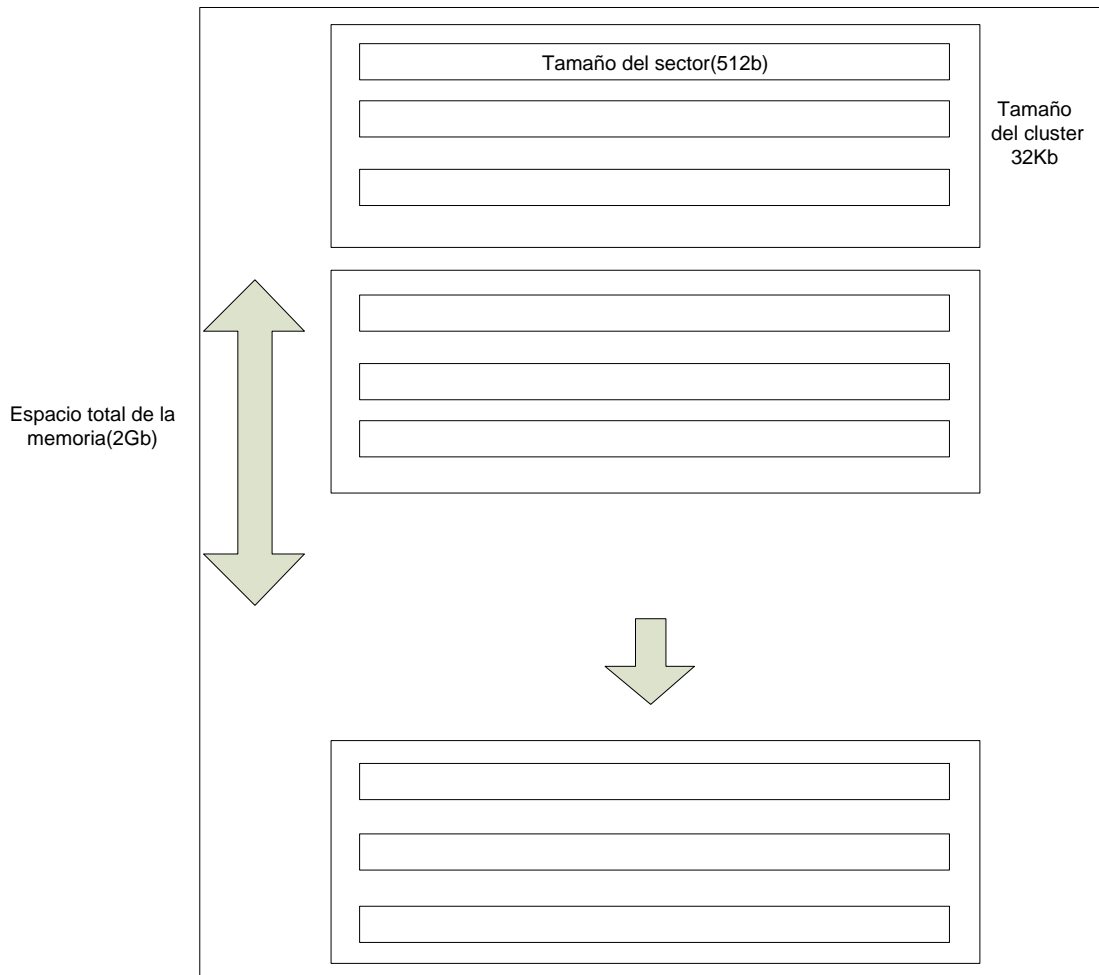 Tamaño del sector(512b)
Tamaño
del cluster
32Kb
Espacio total de la
memoria(2Gb)